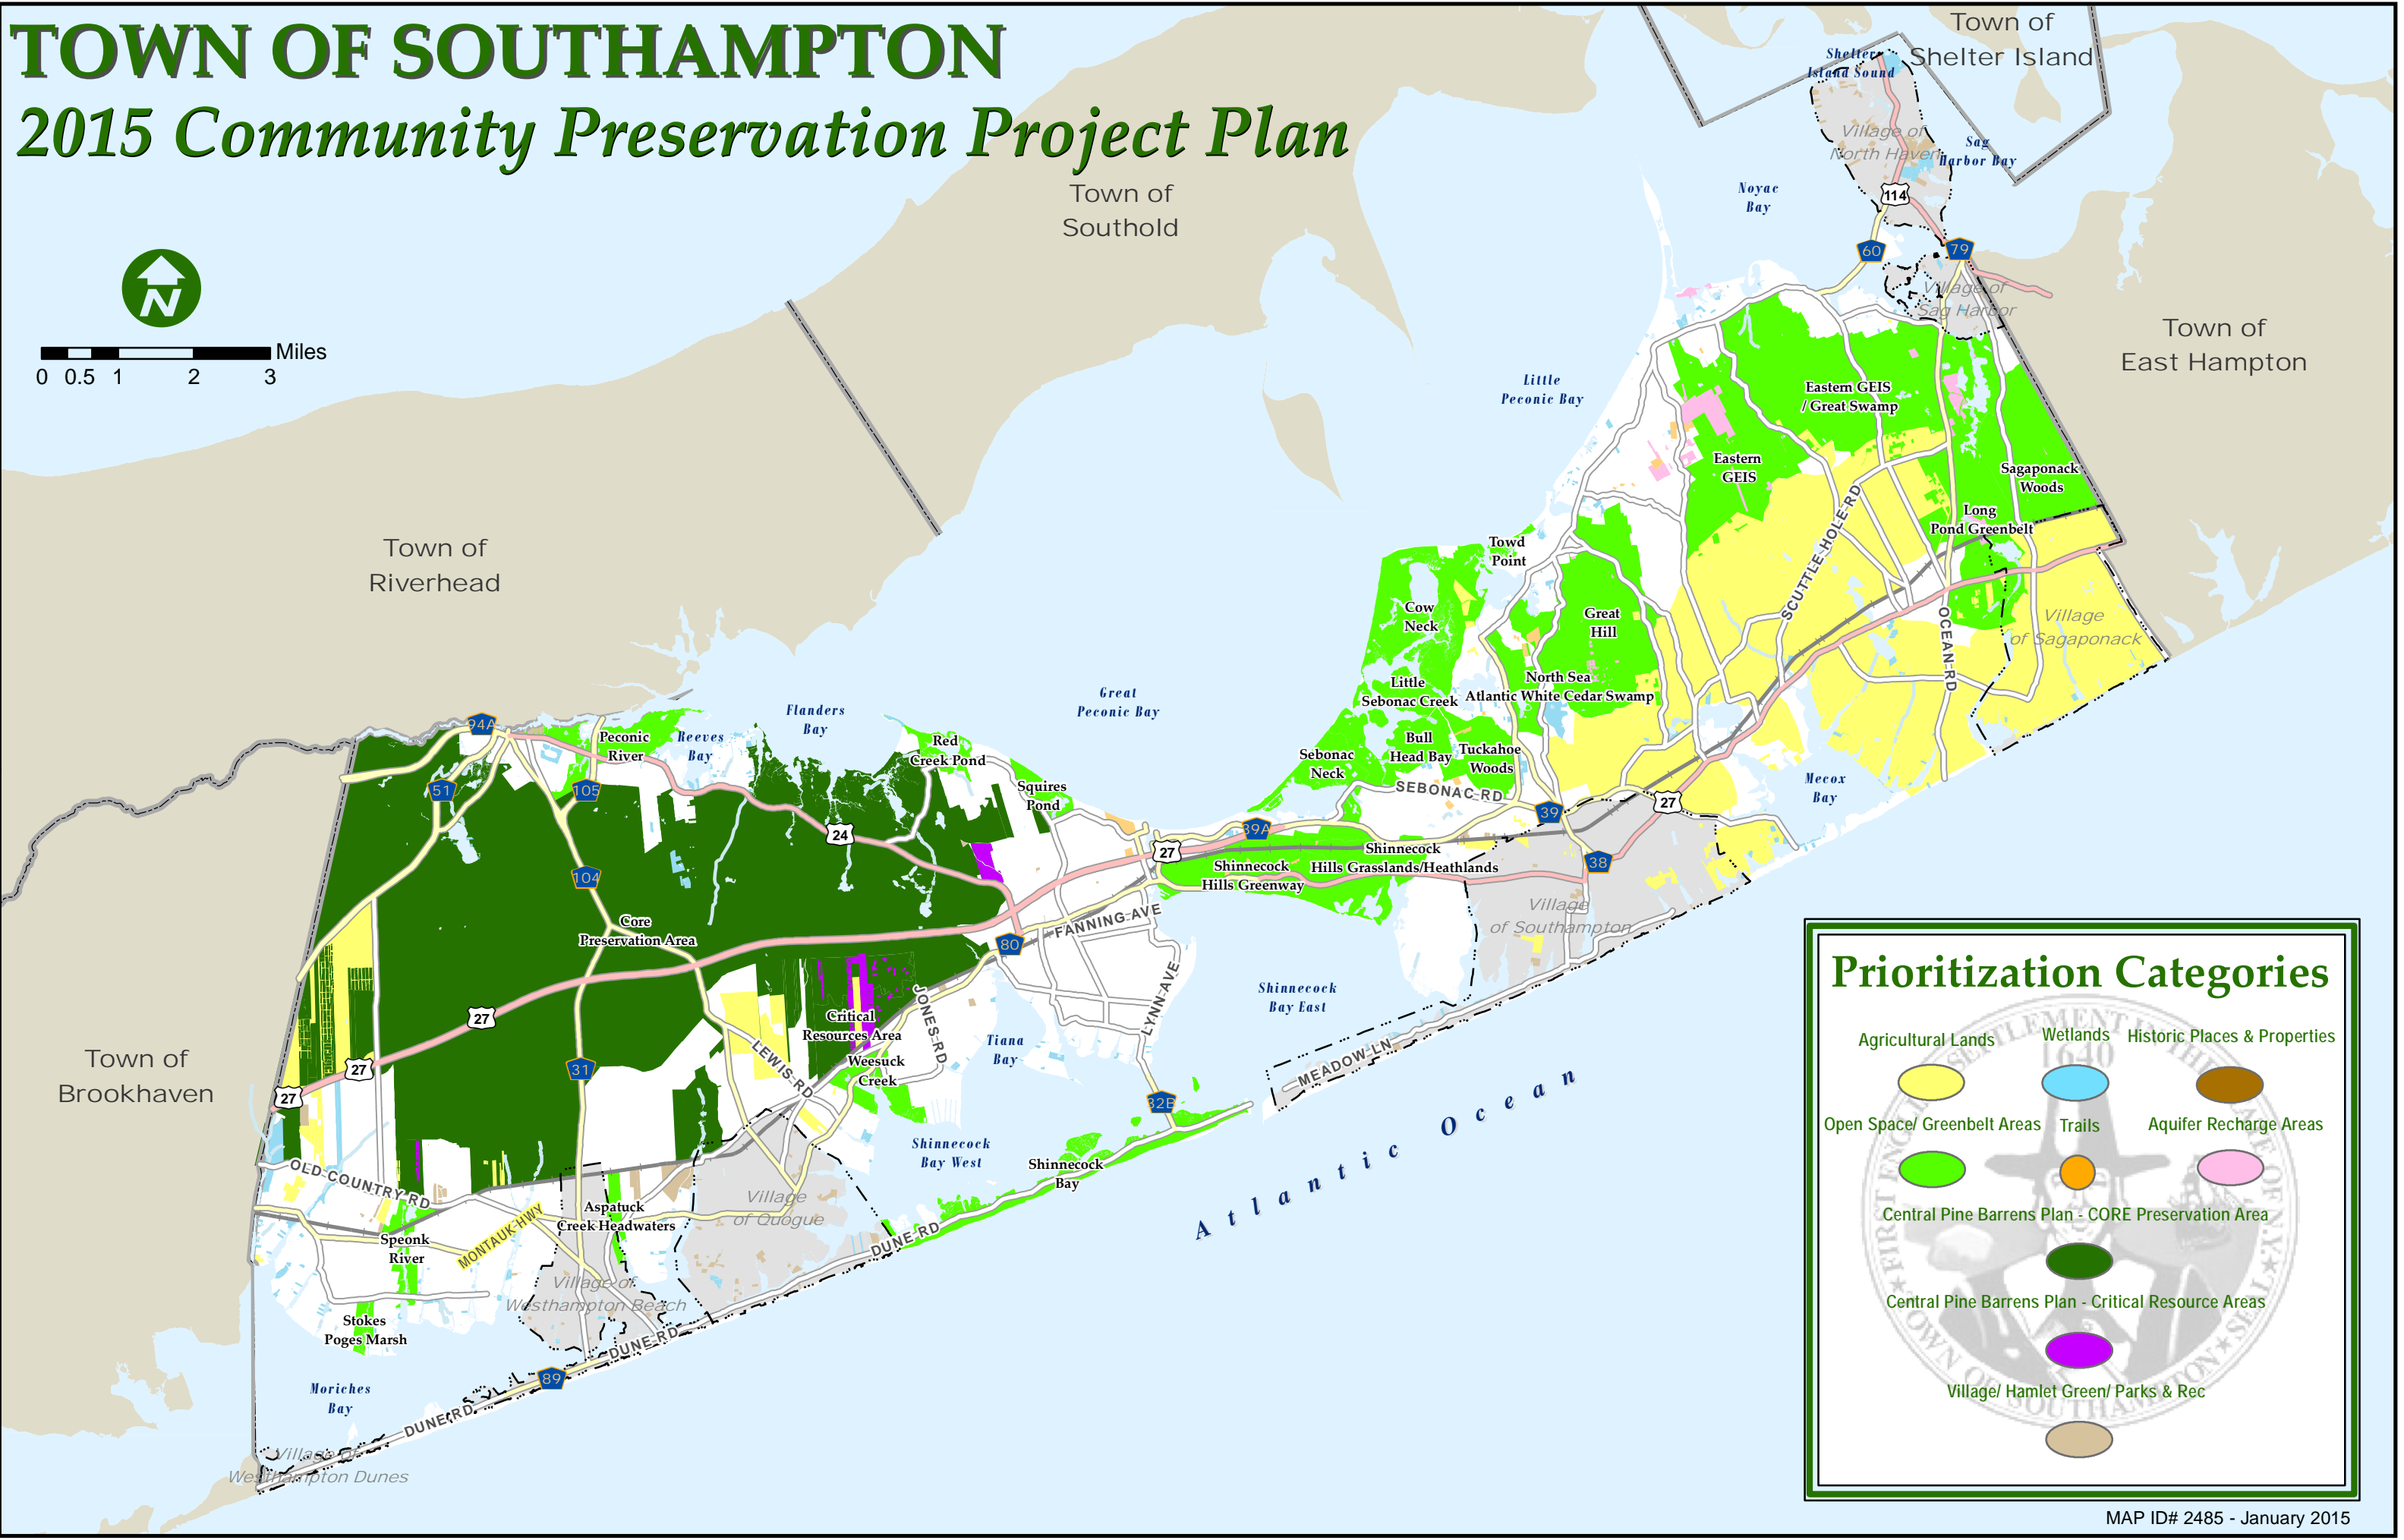 TOWN OF SOUTHAMPTON
2015 Community Preservation Project Plan
N
Miles
0 0.5 1 2 3
Town of
Shelter Island
Shelter
Island Sound
Village of
North Haven
Sag
Harbor Bay
114
Noyac
Bay
60
79
Village of
Sag Harbor
Town of
Southold
Town of
East Hampton
Little
Peconic Bay
Eastern GEIS
/ Great Swamp
Eastern
GEIS
Sagaponack
Woods
Long
Pond Greenbelt
SCUTTLE HOLE RD
OCEAN RD
Village
of Sagaponack
Town of
Riverhead
Towd
Point
Cow
Neck
Great
Hill
Little
Sebonac Creek
North Sea
Atlantic White Cedar Swamp
Great
Peconic Bay
Flanders
Bay
Reeves
Bay
Peconic
River
94A
51
105
104
24
Red
Creek Pond
Squires
Pond
Sebonac
Neck
Bull
Head Bay
Tuckahoe
Woods
SEBONAC RD
Mecox
Bay
27
39
39A
38
27
Shinnecock
Hills Greenway
Shinnecock
Hills Grasslands/Heathlands
Village
of Southampton
Core
Preservation Area
FANNING AVE
80
LYNN AVE
JONES RD
Critical
Resources Area
Weesuck
Creek
LEWIS RD
Tiana
Bay
Shinnecock
Bay East
MEADOW LN
27
27
27
31
32B
Town of
Brookhaven
Shinnecock
Bay West
Shinnecock
Bay
Atlantic Ocean
OLD COUNTRY RD
MONTAUK HWY
Speonk
River
Aspatuck
Creek Headwaters
Village
of Quogue
DUNE RD
Village of
Westhampton Beach
Stokes
Poges Marsh
DUNE RD
89
Moriches
Bay
DUNE RD
Village of
Westhampton Dunes
Prioritization Categories
Agricultural Lands
Wetlands
Historic Places & Properties
Open Space/ Greenbelt Areas
Trails
Aquifer Recharge Areas
Central Pine Barrens Plan - CORE Preservation Area
Central Pine Barrens Plan - Critical Resource Areas
Village/ Hamlet Green/ Parks & Rec
1640
TOWN OF SOUTHAMPTON
SEAL
MAP ID# 2485 - January 2015